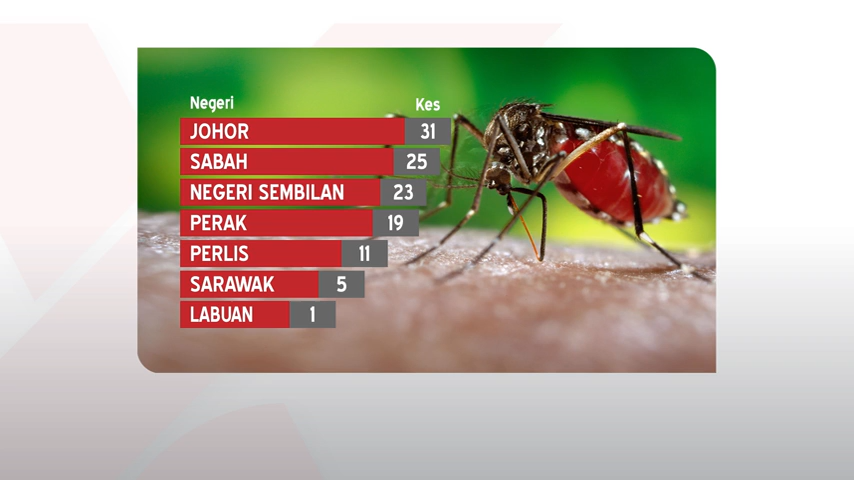 Negeri Kes
JOHOR 31
SABAH 25
NEGERI SEMBILAN 23
PERAK 19
PERLIS 11
SARAWAK 5
LABUAN 1